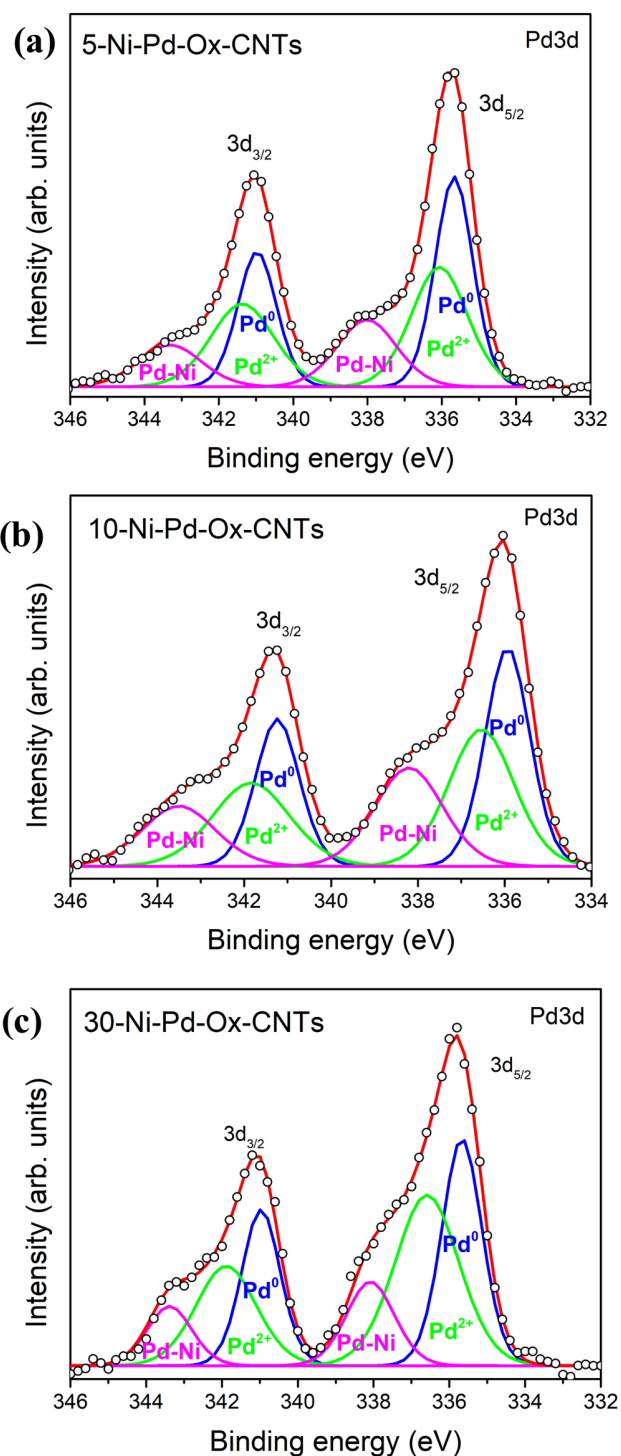 (a)
5-Ni-Pd-Ox-CNTs
Pd3d
3d5/2
3d3/2
Pd0
Pd2+
Pd-Ni
Pd0
Pd2+
Pd-Ni
Intensity (arb. units)
346 344 342 340 338 336 334 332
Binding energy (eV)
(b)
10-Ni-Pd-Ox-CNTs
Pd3d
3d5/2
3d3/2
Pd0
Pd0
Pd2+
Pd-Ni
Pd-Ni
Pd2+
Intensity (arb. units)
346 344 342 340 338 336 334
Binding energy (eV)
(c)
30-Ni-Pd-Ox-CNTs
Pd3d
3d5/2
3d3/2
Pd0
Pd0
Pd-Ni
Pd2+
Pd-Ni
Pd2+
Intensity (arb. units)
346 344 342 340 338 336 334 332
Binding energy (eV)